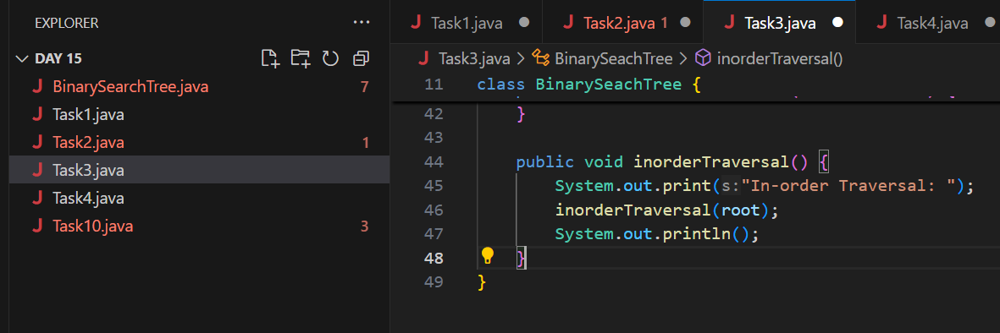 EXPLORER ...
DAY 15
BinarySearchTree.java 7
Task1.java
Task2.java 1
Task3.java
Task4.java
Task10.java 3
Task1.java Task2.java 1 Task3.java Task4.java
Task3.java > BinarySeachTree > inorderTraversal()
11 class BinarySeachTree {
42 }
43
44 public void inorderTraversal() {
45 System.out.print(s:"In-order Traversal: ");
46 inorderTraversal(root);
47 System.out.println();
48 }
49 }